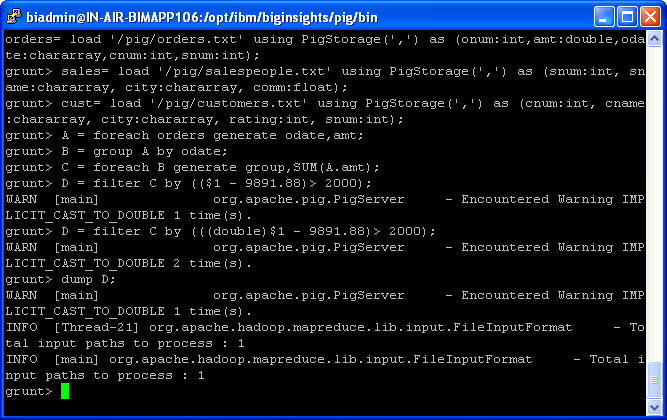 biadmin@IN-AIR-BIMAPP106:/opt/ibm/biginsights/pig/bin
orders= load '/pig/orders.txt' using PigStorage(',') as (onum:int,amt:double,oda
te:chararray,cnum:int,snum:int);
grunt> sales= load '/pig/salespeople.txt' using PigStorage(',') as (snum:int, sn
ame:chararray, city:chararray, comm:float);
grunt> cust= load '/pig/customers.txt' using PigStorage(',') as (cnum:int, cname
:chararray, city:chararray, rating:int, snum:int);
grunt> A = foreach orders generate odate,amt;
grunt> B = group A by odate;
grunt> C = foreach B generate group,SUM(A.amt);
grunt> D = filter C by (($1 - 9891.88)> 2000);
WARN  [main]            org.apache.pig.PigServer     - Encountered Warning IMP
LICIT_CAST_TO_DOUBLE 1 time(s).
grunt> D = filter C by (((double)$1 - 9891.88)> 2000);
WARN  [main]            org.apache.pig.PigServer     - Encountered Warning IMP
LICIT_CAST_TO_DOUBLE 2 time(s).
grunt> dump D;
WARN  [main]            org.apache.pig.PigServer     - Encountered Warning IMP
LICIT_CAST_TO_DOUBLE 1 time(s).
INFO  [Thread-21] org.apache.hadoop.mapreduce.lib.input.FileInputFormat     - To
tal input paths to process : 1
INFO  [main] org.apache.hadoop.mapreduce.lib.input.FileInputFormat     - Total i
nput paths to process : 1
grunt>